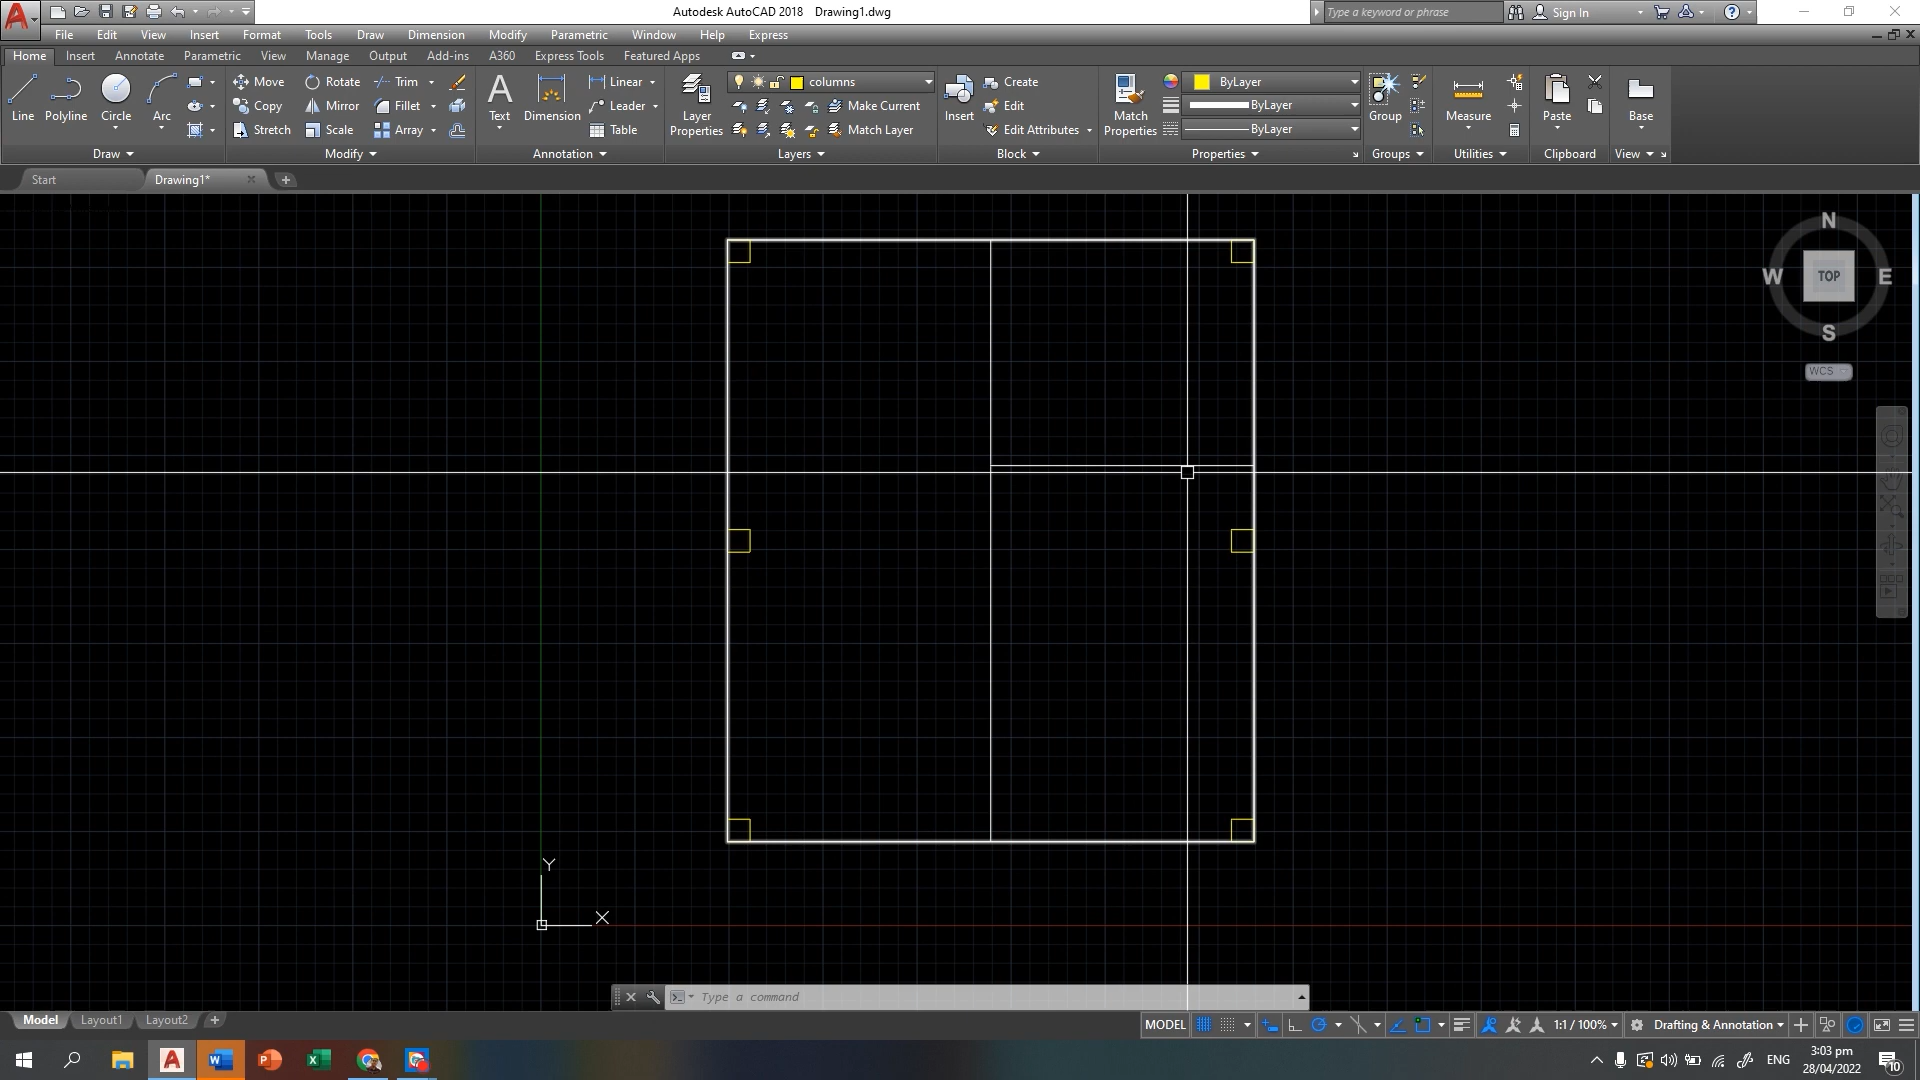 Autodesk AutoCAD 2018 Drawing1.dwg
Type a keyword or phrase
Sign In
File Edit View Insert Format Tools Draw Dimension Modify Parametric Window Help Express
Home Insert Annotate Parametric View Manage Output Add-ins A360 Express Tools Featured Apps
Line Polyline Circle Arc
Draw
Move Rotate Trim
Copy Mirror Fillet
Stretch Scale Array
Modify
Text Dimension
Linear
Leader
Table
Annotation
Layer
Properties
columns
Make Current
Match Layer
Layers
Insert
Create
Edit
Edit Attributes
Block
Match
Properties
ByLayer
ByLayer
ByLayer
Properties
Group
Groups
Measure
Utilities
Paste
Clipboard
Base
View
Start Drawing1*
N
W TOP E
S
WCS
Y
X
Type a command
Model Layout1 Layout2
MODEL 1:1 / 100% Drafting & Annotation
ENG
3:03 pm
28/04/2022
10